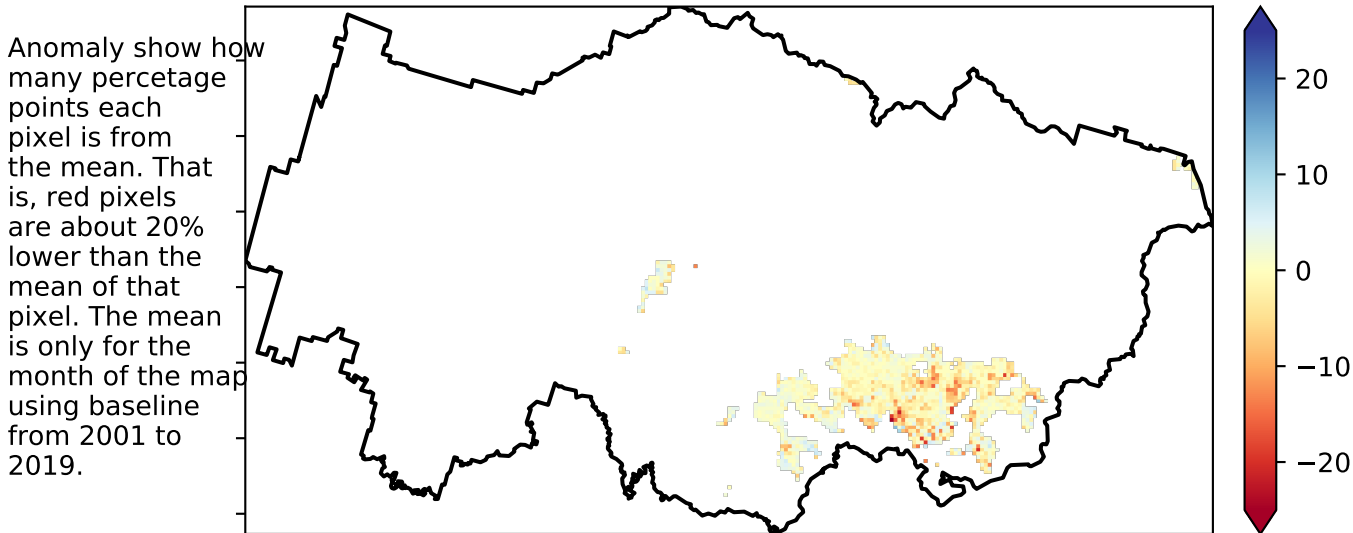 Anomaly show how
many percetage
points each
pixel is from
the mean. That
is, red pixels
are about 20%
lower than the
mean of that
pixel. The mean
is only for the
month of the map
using baseline
from 2001 to
2019.
20
10
0
−10
−20